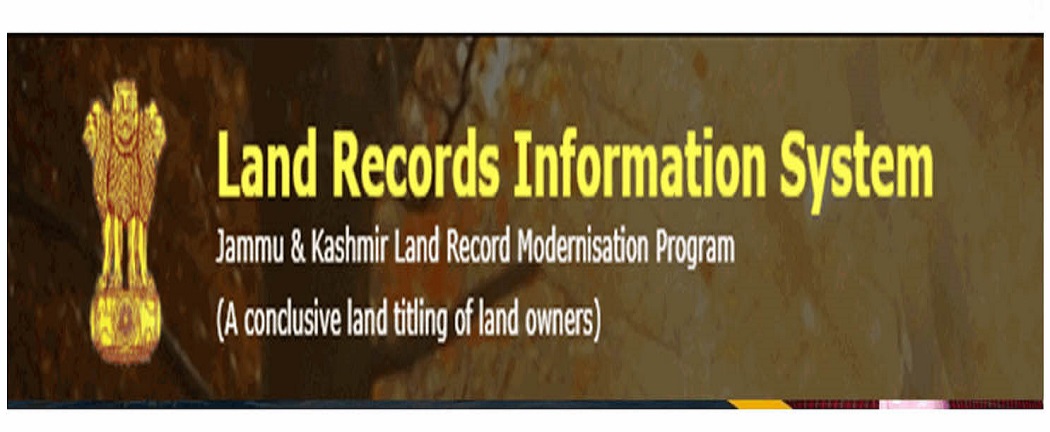 Land Records Information System
Jammu & Kashmir Land Record Modernisation Program
(A conclusive land titling of land owners)